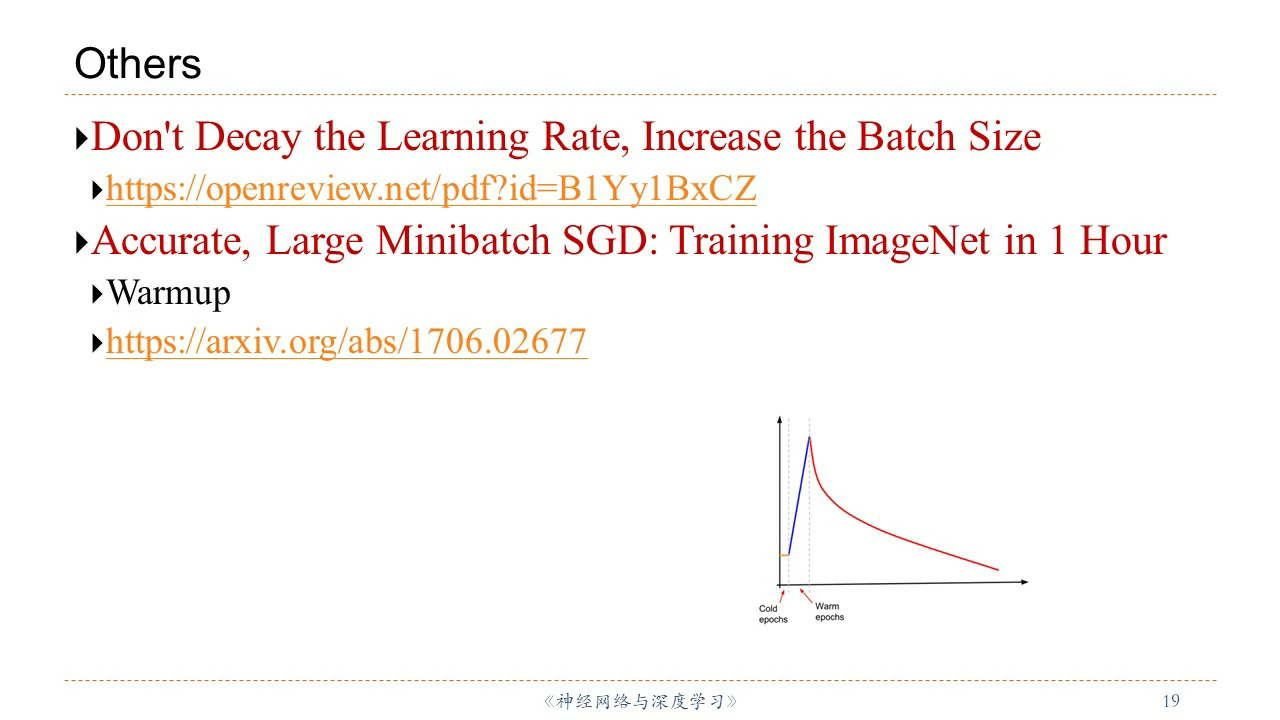 Others
Don't Decay the Learning Rate, Increase the Batch Size
https://openreview.net/pdf?id=B1Yy1BxCZ
Accurate, Large Minibatch SGD: Training ImageNet in 1 Hour
Warmup
https://arxiv.org/abs/1706.02677
Cold
epochs
Warm
epochs
《神经网络与深度学习》
19